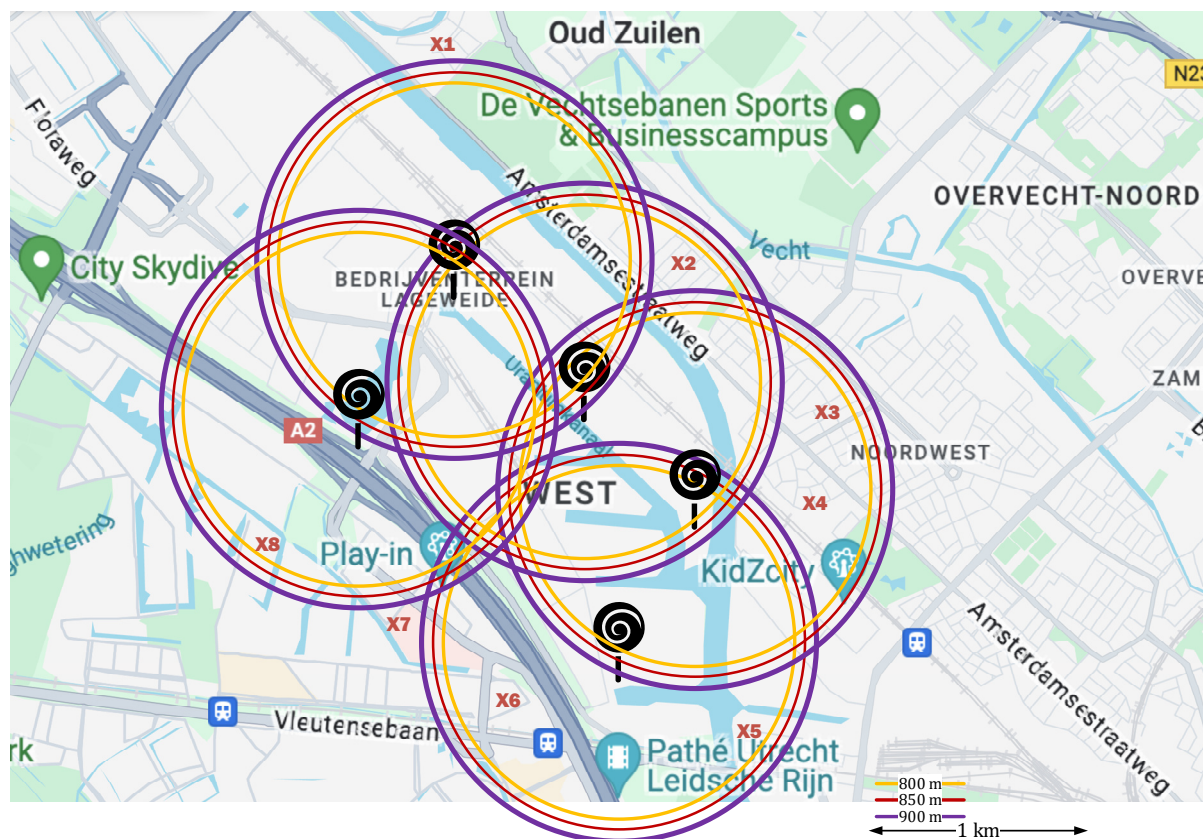 X1
Oud Zuilen
N23
De Vechtsebanen Sports
& Businesscampus
Floraweg
Amsterdamsestraatweg
OVERVECHT-NOORD
Vecht
X2
City Skydive
BEDRIJVENTERREIN
LAGEWEIDE
OVERVE
ZAM
A2
X3
NOORDWEST
WEST
X4
X8
Play-in
KidZcity
ghwetering
X7
Amsterdamsestraatweg
X6
Vleutensebaan
X5
rk
Pathé Utrecht
Leidsche Rijn
800 m
850 m
900 m
1 km